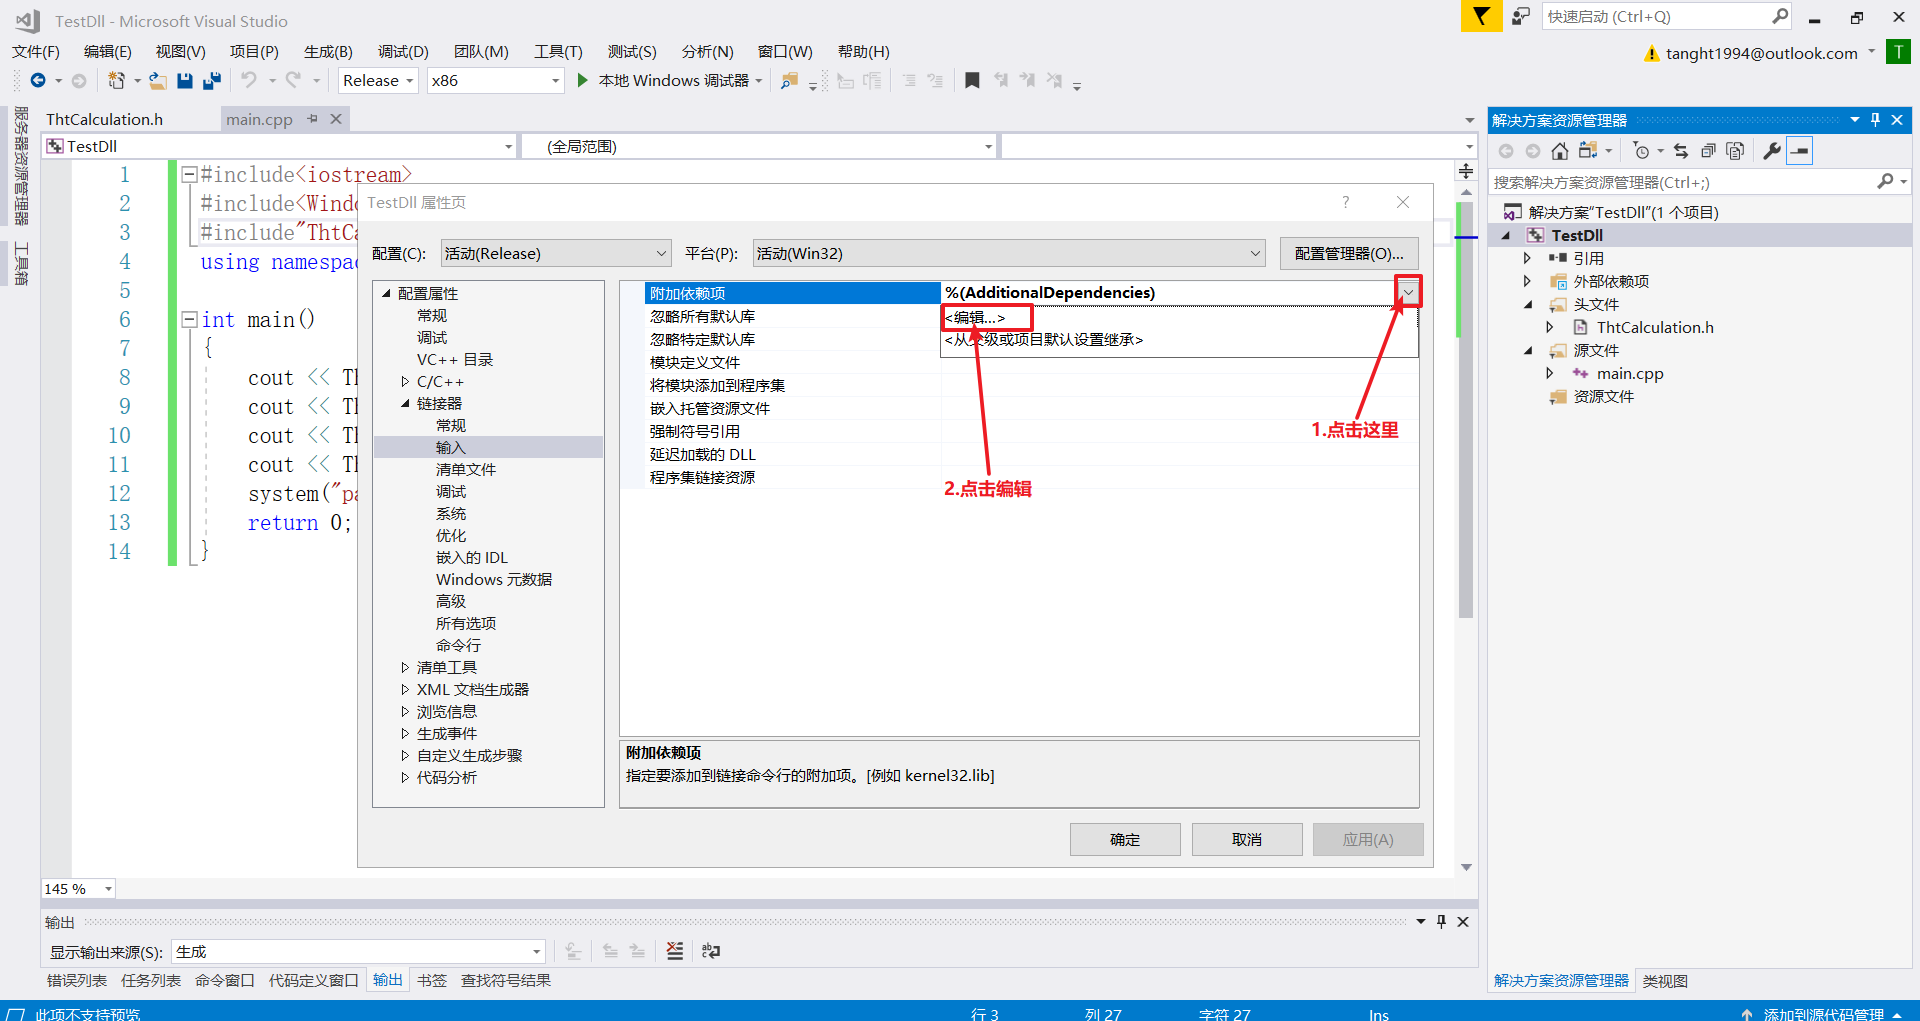 TestDll - Microsoft Visual Studio
快速启动 (Ctrl+Q)
文件(F) 编辑(E) 视图(V) 项目(P) 生成(B) 调试(D) 团队(M) 工具(T) 测试(S) 分析(N) 窗口(W) 帮助(H)
tanght1994@outlook.com T
Release x86 本地 Windows 调试器
服务器资源管理器
工具箱
ThtCalculation.h main.cpp
TestDll (全局范围)
1 #include<iostream>
2 #include<Windo
3 #include"ThtCa
4 using namespac
5
6 int main()
7 {
8 cout << Th
9 cout << Th
10 cout << Th
11 cout << Th
12 system("pa
13 return 0;
14 }
TestDll 属性页 ?
配置(C): 活动(Release) 平台(P): 活动(Win32) 配置管理器(O)...
配置属性
常规
调试
VC++ 目录
C/C++
链接器
常规
输入
清单文件
调试
系统
优化
嵌入的 IDL
Windows 元数据
高级
所有选项
命令行
清单工具
XML 文档生成器
浏览信息
生成事件
自定义生成步骤
代码分析
附加依赖项 %(AdditionalDependencies)
忽略所有默认库 <编辑...>
忽略特定默认库 <从父级或项目默认设置继承>
模块定义文件
将模块添加到程序集
嵌入托管资源文件
强制符号引用
延迟加载的 DLL
程序集链接资源
1.点击这里
2.点击编辑
附加依赖项
指定要添加到链接命令行的附加项。[例如 kernel32.lib]
确定 取消 应用(A)
145 %
输出
显示输出来源(S): 生成
错误列表 任务列表 命令窗口 代码定义窗口 输出 书签 查找符号结果
解决方案资源管理器
搜索解决方案资源管理器(Ctrl+;)
解决方案"TestDll"(1 个项目)
TestDll
引用
外部依赖项
头文件
ThtCalculation.h
源文件
main.cpp
资源文件
解决方案资源管理器 类视图
此项不支持预览 行 3 列 27 字符 27 Ins 添加到源代码管理